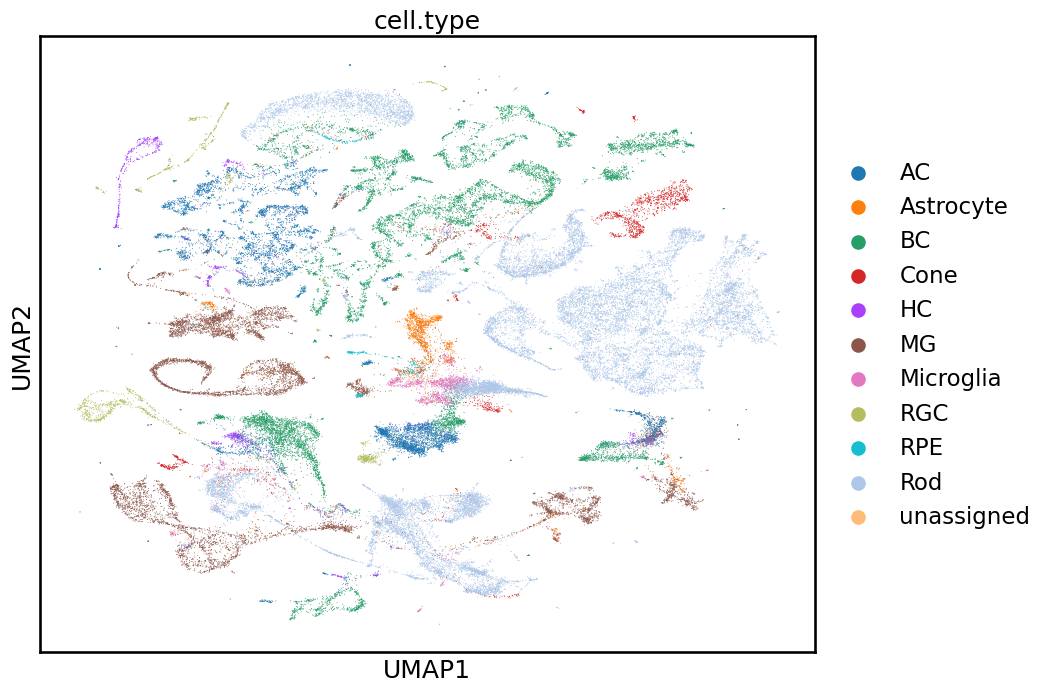 cell.type
UMAP2
UMAP1
AC
Astrocyte
BC
Cone
HC
MG
Microglia
RGC
RPE
Rod
unassigned